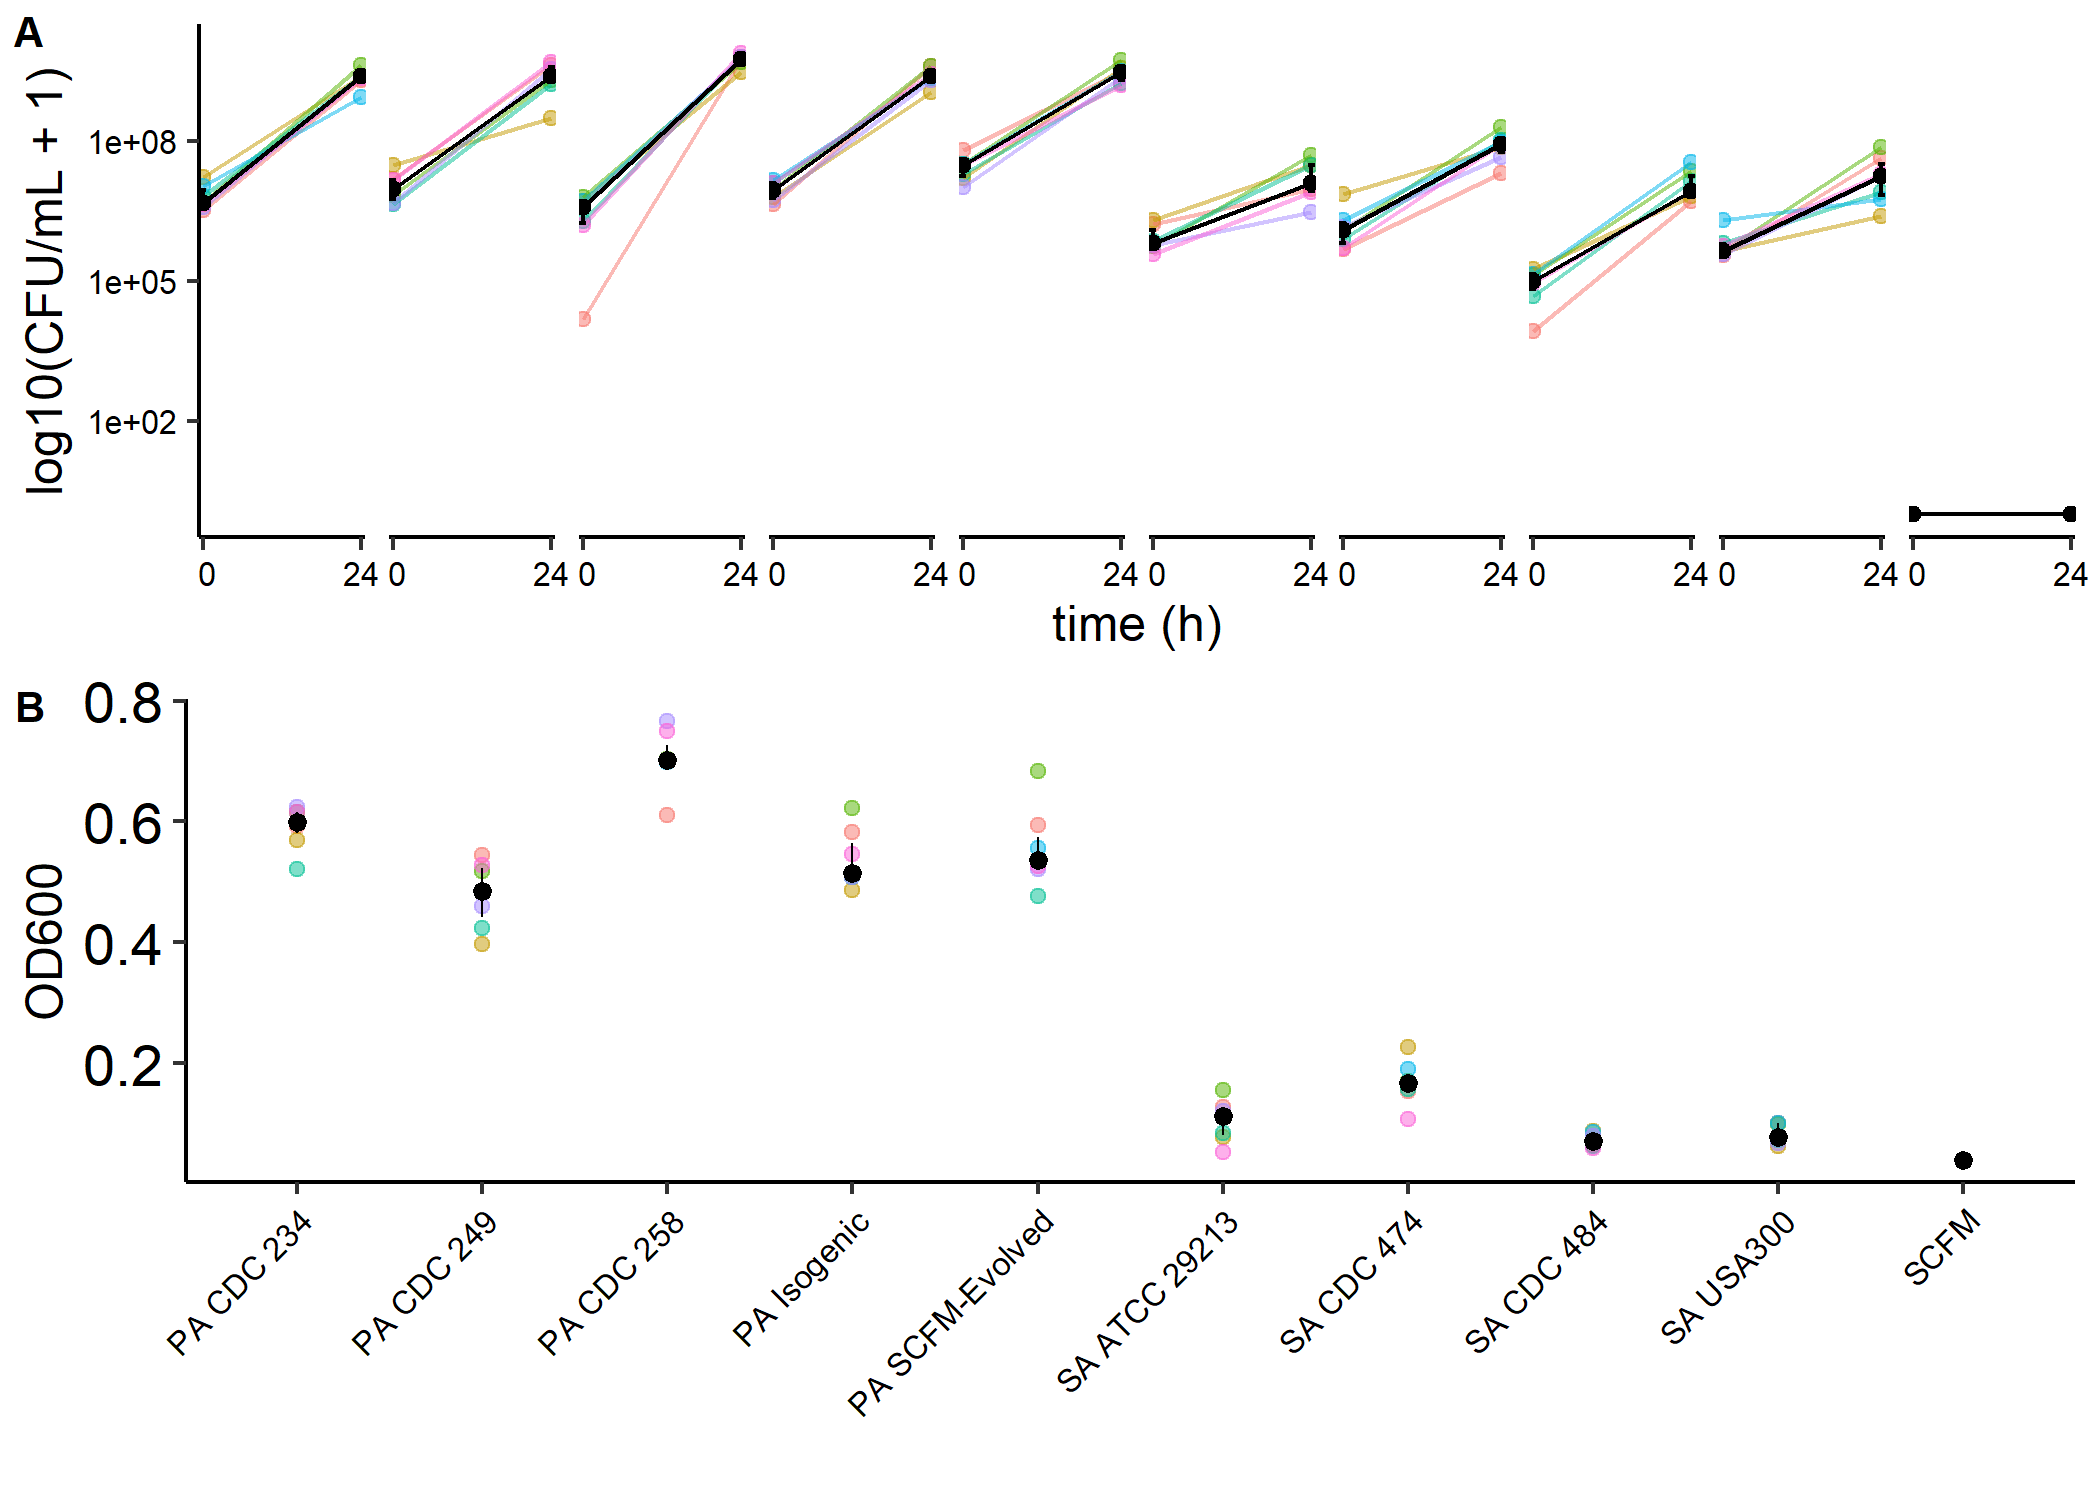 A
log10(CFU/mL + 1)
1e+08
1e+05
1e+02
0 24 0 24 0 24 0 24 0 24 0 24 0 24 0 24 0 24 0 24
time (h)
B
OD600
0.8
0.6
0.4
0.2
PA CDC 234
PA CDC 249
PA CDC 258
PA Isogenic
PA SCFM-Evolved
SA ATCC 29213
SA CDC 474
SA CDC 484
SA USA300
SCFM